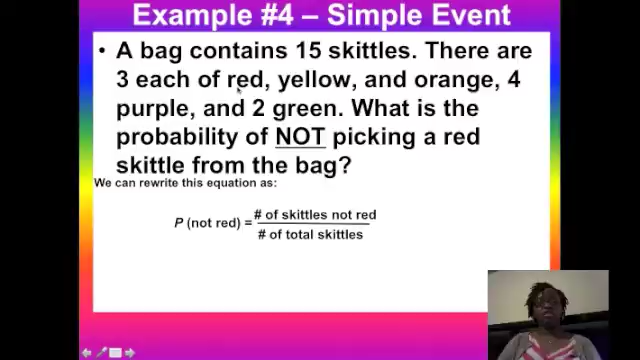 Example #4 – Simple Event
• A bag contains 15 skittles. There are
3 each of red, yellow, and orange, 4
purple, and 2 green. What is the
probability of NOT picking a red
skittle from the bag?
We can rewrite this equation as:
P (not red) = # of skittles not red
# of total skittles